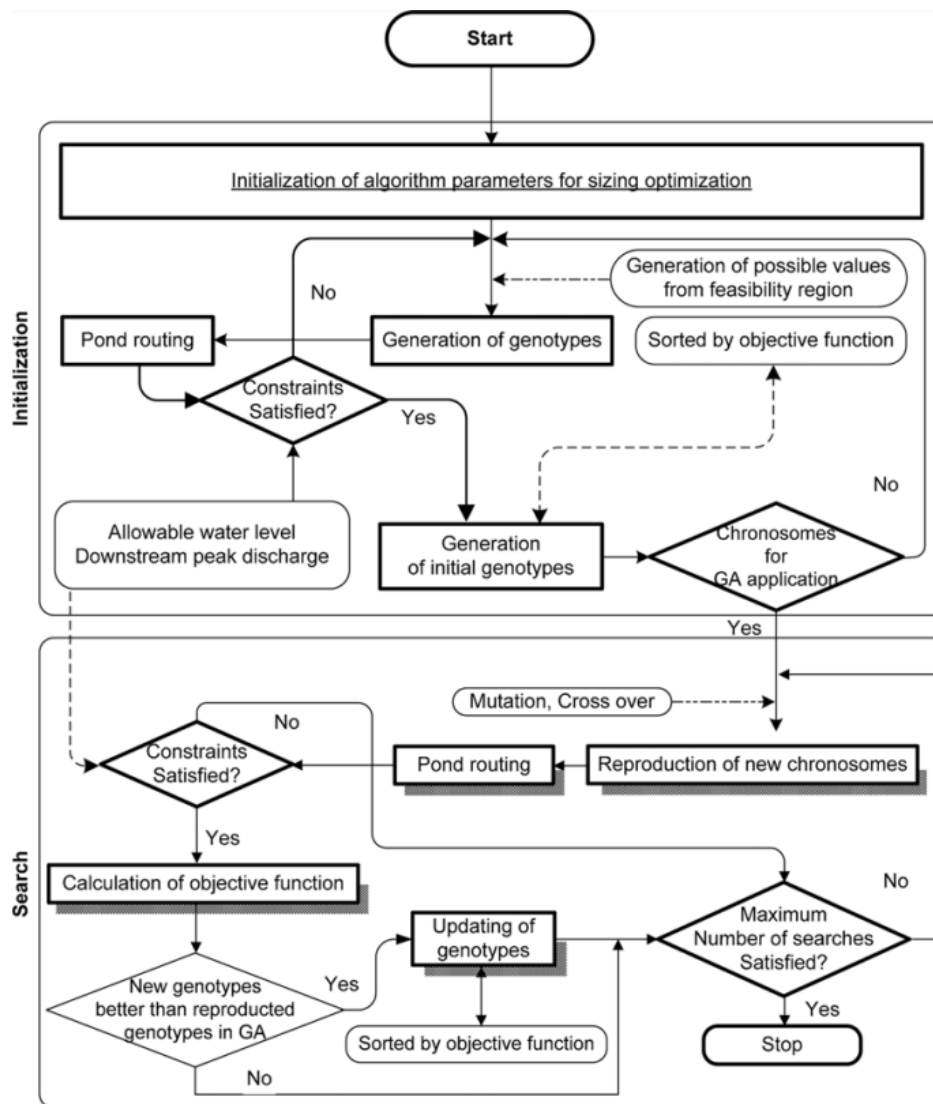 Start
Initialization
Initialization of algorithm parameters for sizing optimization
No
Generation of possible values
from feasibility region
Pond routing
Generation of genotypes
Sorted by objective function
Constraints
Satisfied?
Yes
No
Allowable water level
Downstream peak discharge
Generation
of initial genotypes
Chronosomes
for
GA application
Yes
Search
Mutation, Cross over
No
Constraints
Satisfied?
Pond routing
Reproduction of new chronosomes
Yes
Calculation of objective function
No
Maximum
Number of searches
Satisfied?
Updating of
genotypes
Yes
New genotypes
better than reproducted
genotypes in GA
Yes
Sorted by objective function
Stop
No